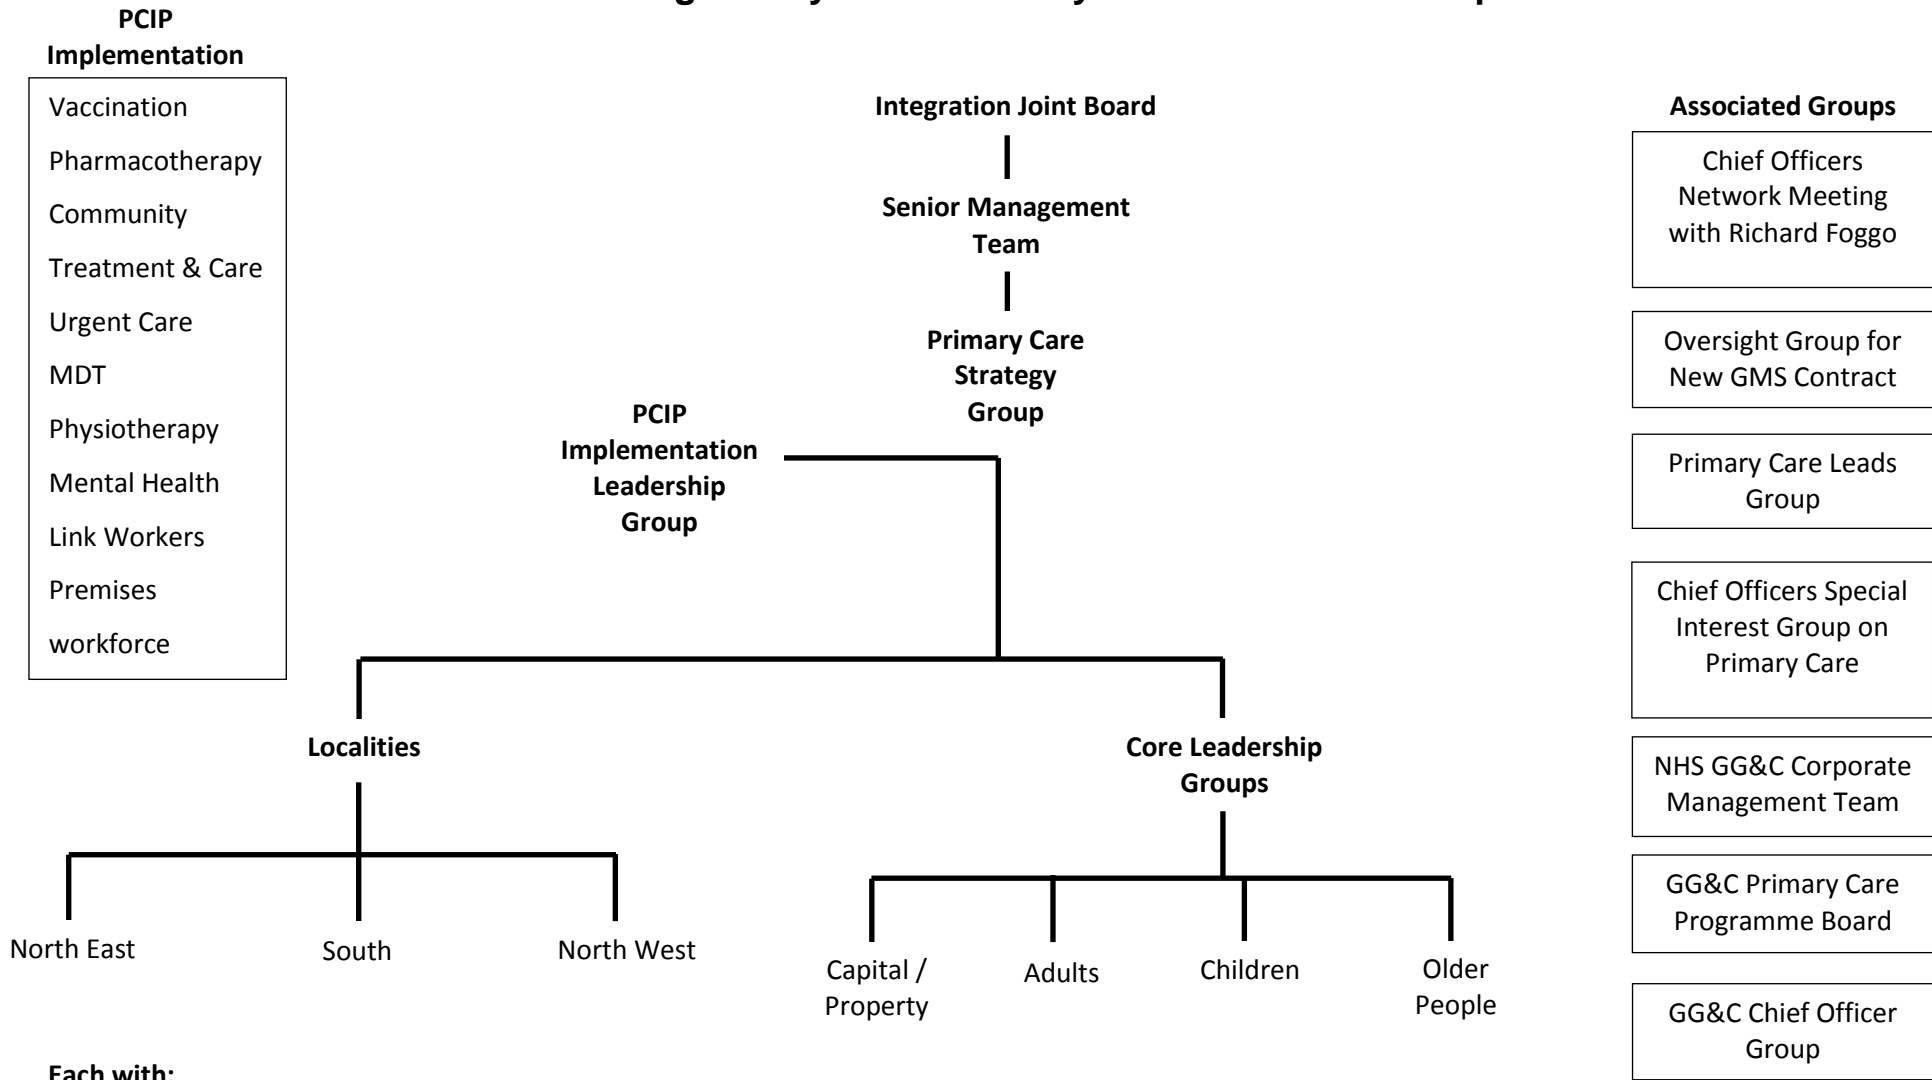 PCIP
Implementation
Vaccination
Pharmacotherapy
Community
Treatment & Care
Urgent Care
MDT
Physiotherapy
Mental Health
Link Workers
Premises
workforce
Integration Joint Board
Senior Management
Team
Primary Care
Strategy
Group
PCIP
Implementation
Leadership
Group
Localities
North East
South
North West
Core Leadership
Groups
Capital /
Property
Adults
Children
Older
People
Associated Groups
Chief Officers
Network Meeting
with Richard Foggo
Oversight Group for
New GMS Contract
Primary Care Leads
Group
Chief Officers Special
Interest Group on
Primary Care
NHS GG&C Corporate
Management Team
GG&C Primary Care
Programme Board
GG&C Chief Officer
Group
Each with: